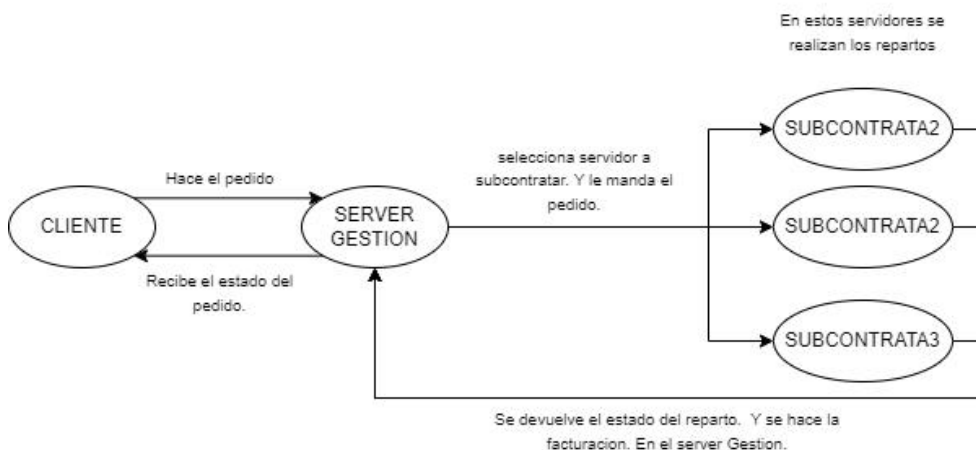 En estos servidores se
realizan los repartos
SUBCONTRATA2
selecciona servidor a
subcontratar. Y le manda el
pedido.
Hace el pedido
CLIENTE
SERVER
GESTION
SUBCONTRATA2
Recibe el estado del
pedido.
SUBCONTRATA3
Se devuelve el estado del reparto.  Y se hace la
facturacion. En el server Gestion.